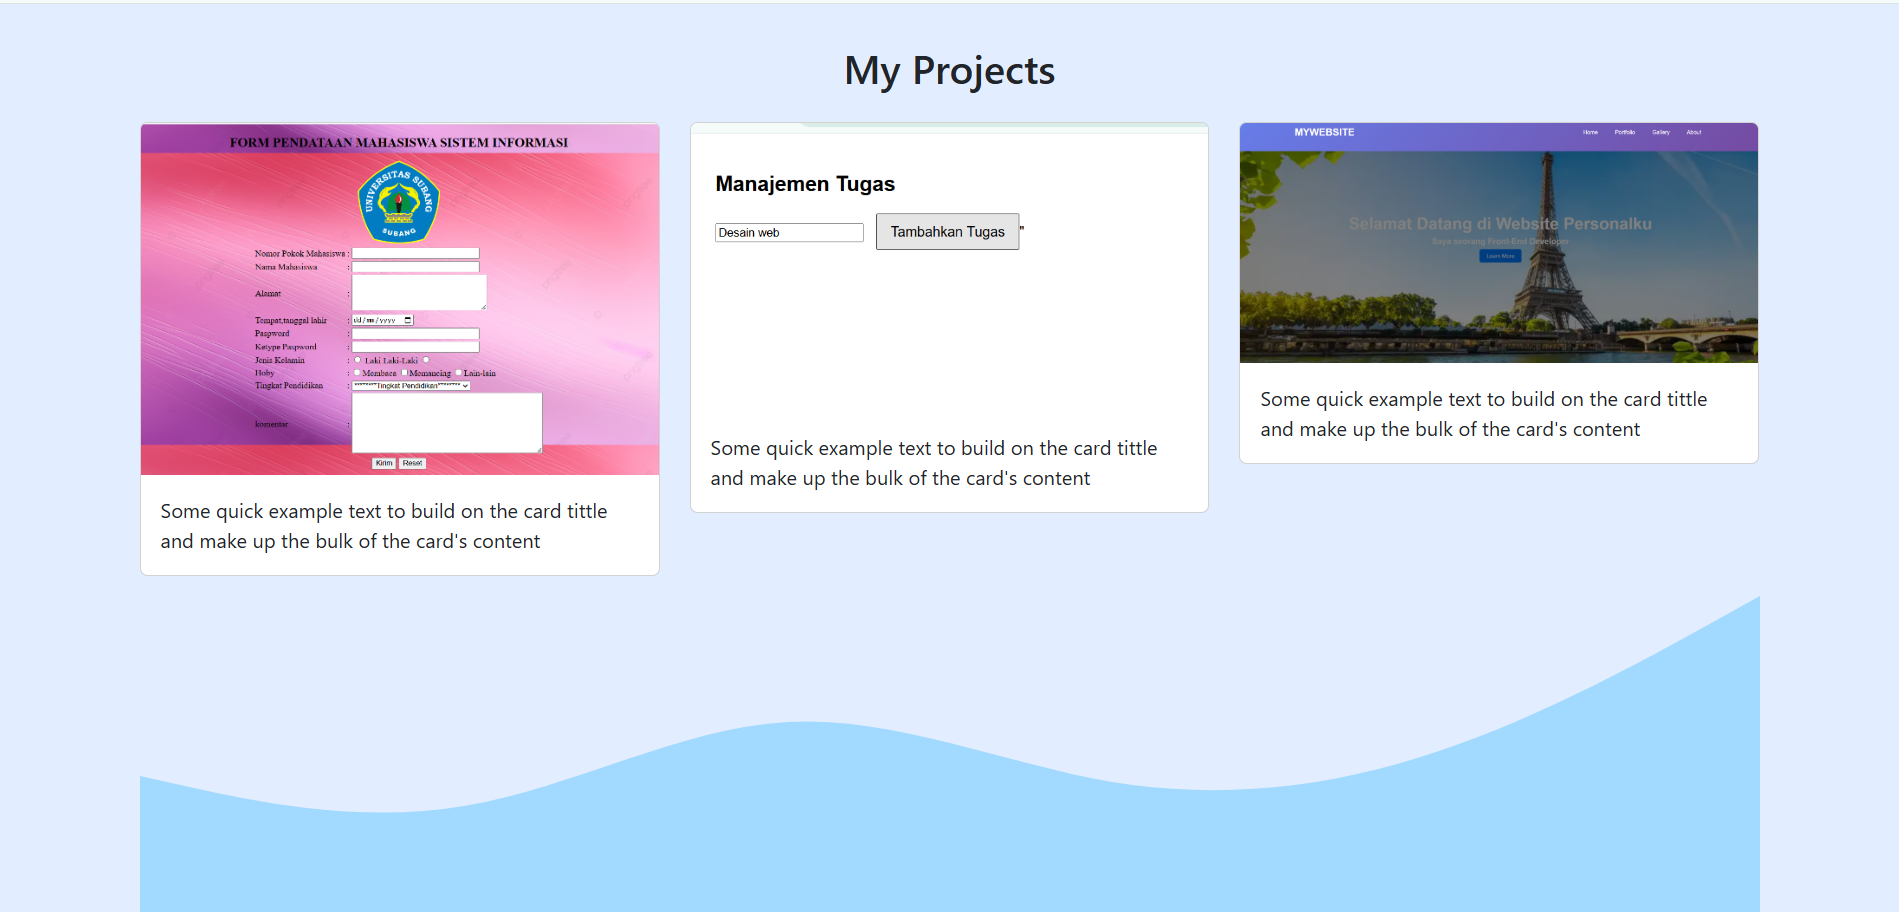 My Projects
FORM PENDATAAN MAHASISWA SISTEM INFORMASI
UNIVERSITAS SUBANG
SUBANG
Nomor Pokok Mahasiswa :
Nama Mahasiswa :
Alamat :
Tempat,tanggal lahir : dd/mm/yyyy
Paspword :
Ketype Paspword :
Jenis Kelamin : Laki Laki-Laki
Hoby : Membaca Memancing Lain-lain
Tingkat Pendidikan : ********Tingkat Pendidikan********
komentar :
Kirim Reset
Some quick example text to build on the card tittle
and make up the bulk of the card's content
Manajemen Tugas
Desain web Tambahkan Tugas"
Some quick example text to build on the card tittle
and make up the bulk of the card's content
MYWEBSITE Home Portfolio Gallery About
Selamat Datang di Website Personalku
Saya seorang Front-End Developer
Learn More
Some quick example text to build on the card tittle
and make up the bulk of the card's content